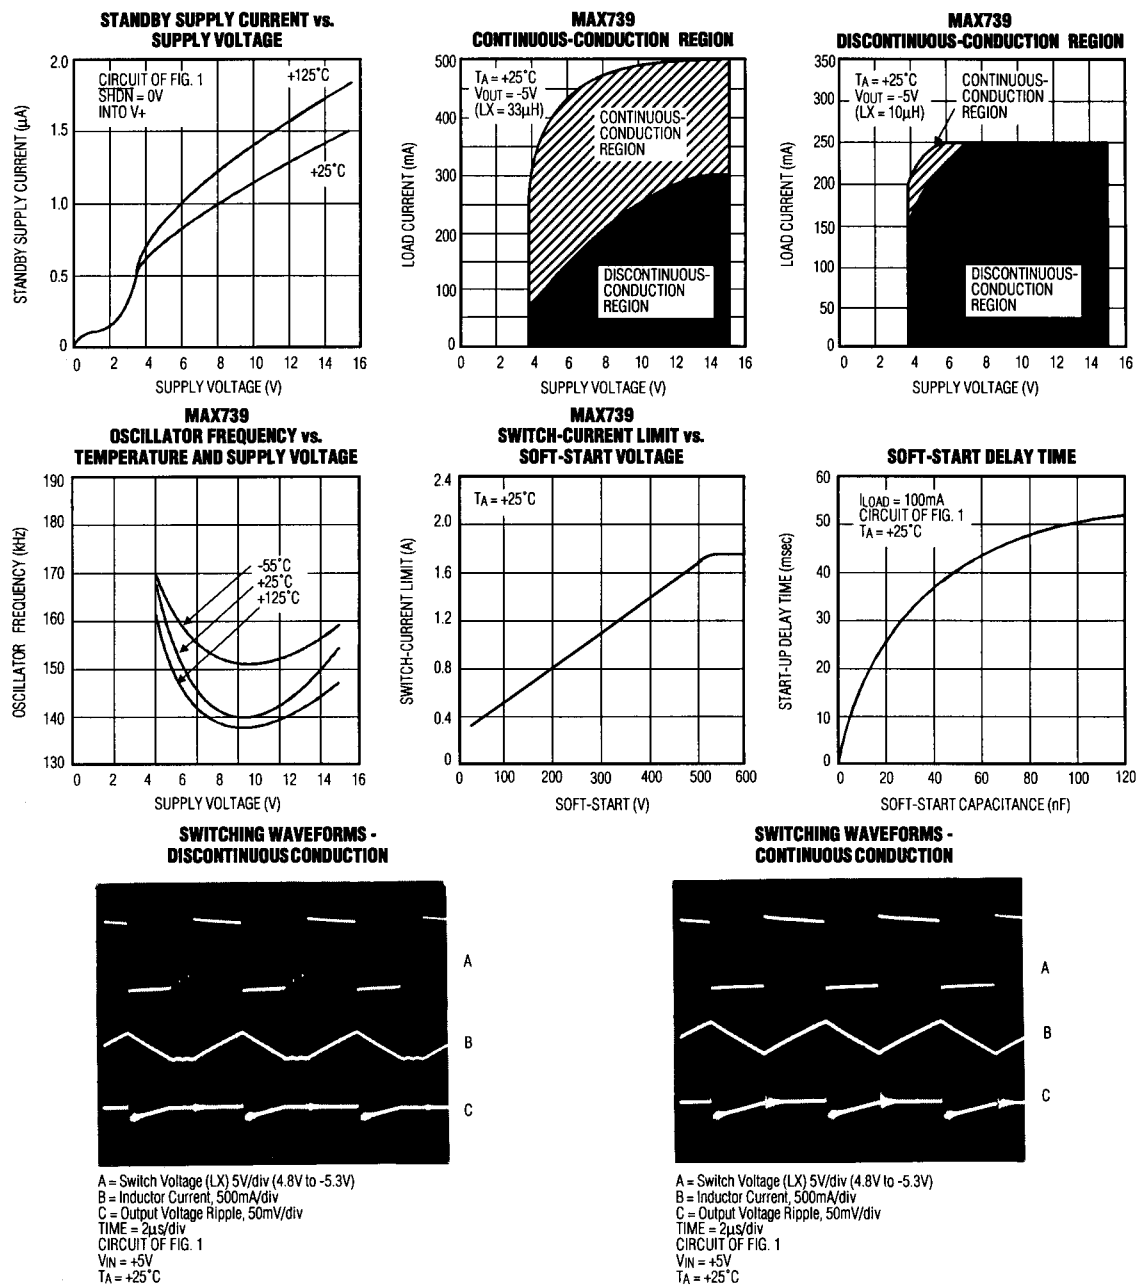 STANDBY SUPPLY CURRENT vs.
SUPPLY VOLTAGE
STANDBY SUPPLY CURRENT (µA)
2.0
1.5
1.0
0.5
0
CIRCUIT OF FIG. 1
SHDN = 0V
INTO V+
+125°C
+25°C
0 2 4 6 8 10 12 14 16
SUPPLY VOLTAGE (V)
MAX739
CONTINUOUS-CONDUCTION REGION
LOAD CURRENT (mA)
500
400
300
200
100
0
TA = +25°C
VOUT = -5V
(LX = 33µH)
CONTINUOUS-
CONDUCTION
REGION
DISCONTINUOUS-
CONDUCTION
REGION
0 2 4 6 8 10 12 14 16
SUPPLY VOLTAGE (V)
MAX739
DISCONTINUOUS-CONDUCTION REGION
LOAD CURRENT (mA)
350
300
250
200
150
100
50
0
TA = +25°C
VOUT = -5V
(LX = 10µH)
CONTINUOUS-
CONDUCTION
REGION
DISCONTINUOUS-
CONDUCTION
REGION
0 2 4 6 8 10 12 14 16
SUPPLY VOLTAGE (V)
MAX739
OSCILLATOR FREQUENCY vs.
TEMPERATURE AND SUPPLY VOLTAGE
OSCILLATOR FREQUENCY (kHz)
190
180
170
160
150
140
130
-55°C
+25°C
+125°C
0 2 4 6 8 10 12 14 16
SUPPLY VOLTAGE (V)
MAX739
SWITCH-CURRENT LIMIT vs.
SOFT-START VOLTAGE
SWITCH-CURRENT LIMIT (A)
2.4
2.0
1.6
1.2
0.8
0.4
0
TA = +25°C
0 100 200 300 400 500 600
SOFT-START (V)
SOFT-START DELAY TIME
START-UP DELAY TIME (msec)
60
50
40
30
20
10
0
ILOAD = 100mA
CIRCUIT OF FIG. 1
TA = +25°C
0 20 40 60 80 100 120
SOFT-START CAPACITANCE (nF)
SWITCHING WAVEFORMS -
DISCONTINUOUS CONDUCTION
A
B
C
A = Switch Voltage (LX) 5V/div (4.8V to -5.3V)
B = Inductor Current, 500mA/div
C = Output Voltage Ripple, 50mV/div
TIME = 2µs/div
CIRCUIT OF FIG. 1
VIN = +5V
TA = +25°C
SWITCHING WAVEFORMS -
CONTINUOUS CONDUCTION
A
B
C
A = Switch Voltage (LX) 5V/div (4.8V to -5.3V)
B = Inductor Current, 500mA/div
C = Output Voltage Ripple, 50mV/div
TIME = 2µs/div
CIRCUIT OF FIG. 1
VIN = +5V
TA = +25°C